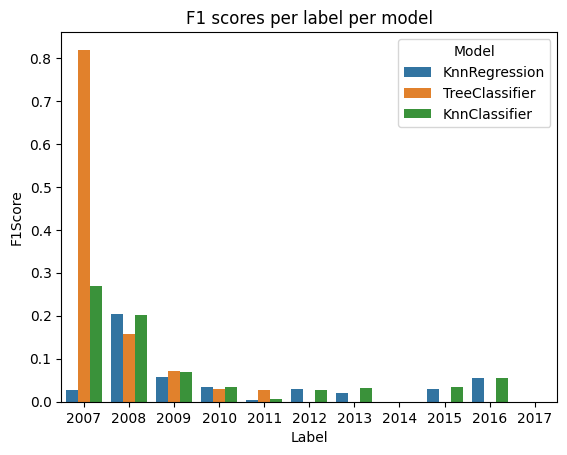 F1 scores per label per model
Model
KnnRegression
TreeClassifier
KnnClassifier
F1Score
0.8
0.7
0.6
0.5
0.4
0.3
0.2
0.1
0.0
2007 2008 2009 2010 2011 2012 2013 2014 2015 2016 2017
Label